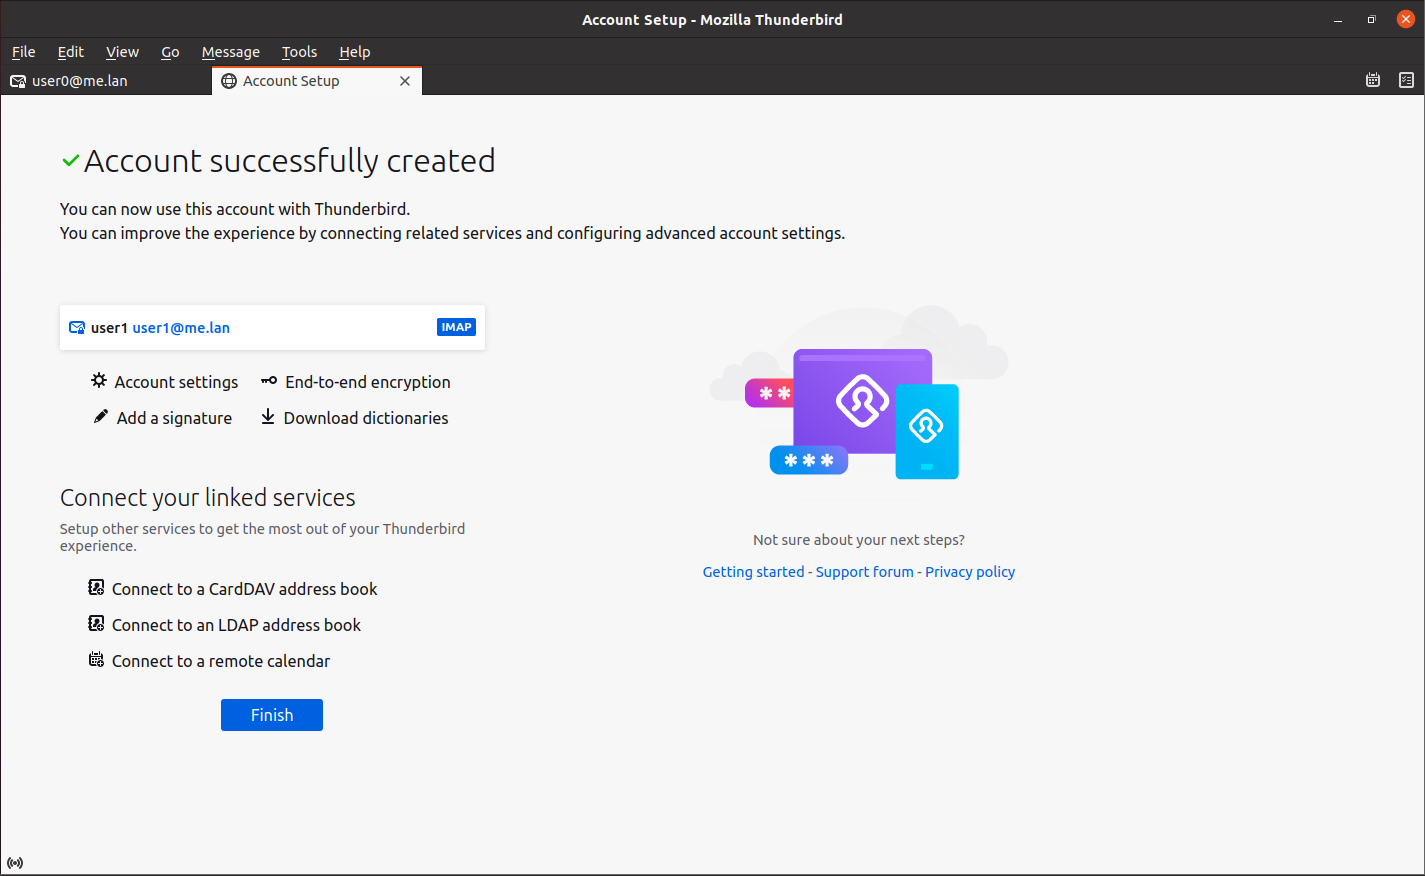 Account Setup - Mozilla Thunderbird
File Edit View Go Message Tools Help
user0@me.lan
Account Setup
Account successfully created
You can now use this account with Thunderbird.
You can improve the experience by connecting related services and configuring advanced account settings.
user1 user1@me.lan IMAP
Account settings End-to-end encryption
Add a signature Download dictionaries
Connect your linked services
Setup other services to get the most out of your Thunderbird
experience.
Connect to a CardDAV address book
Connect to an LDAP address book
Connect to a remote calendar
Finish
Not sure about your next steps?
Getting started - Support forum - Privacy policy